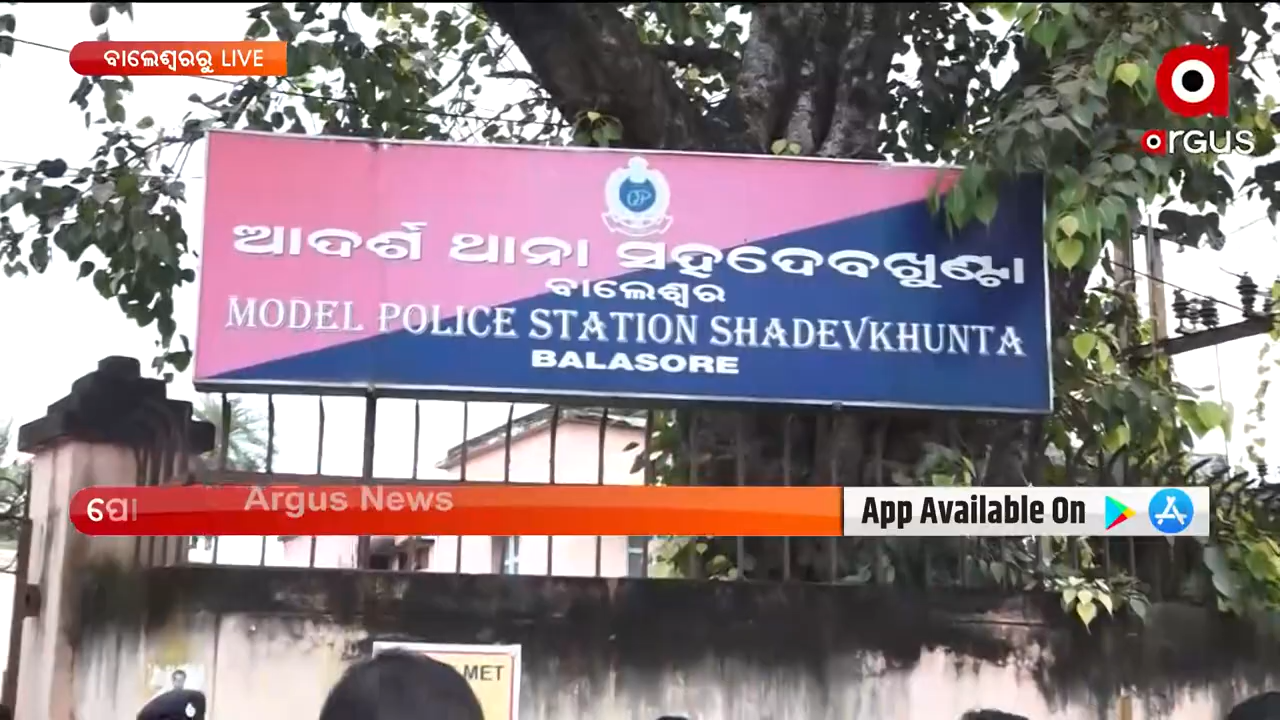 ବାଲେଶ୍ୱରରୁ LIVE
argus
ଆଦର୍ଶ ଥାନା ସହଦେବଖୁଣ୍ଟା
ବାଲେଶ୍ୱର
MODEL POLICE STATION SHADEVKHUNTA
BALASORE
ପୋ
Argus News
App Available On
MET